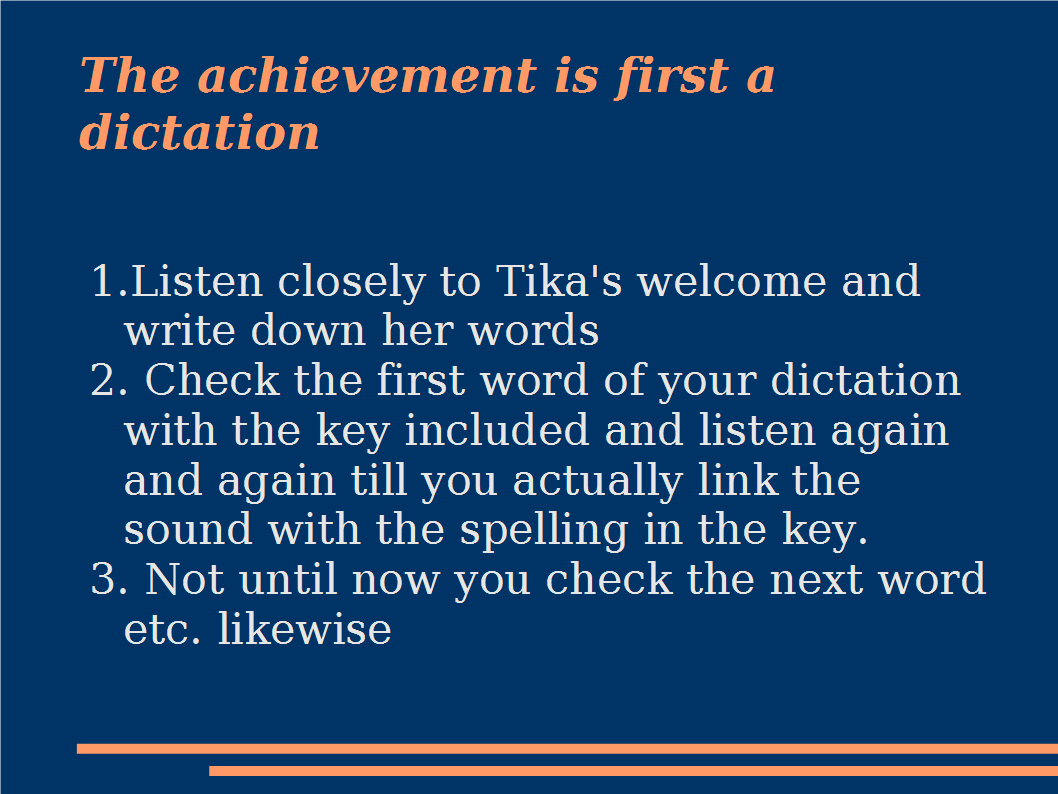 The achievement is first a
dictation
1.Listen closely to Tika's welcome and
write down her words
2. Check the first word of your dictation
with the key included and listen again
and again till you actually link the
sound with the spelling in the key.
3. Not until now you check the next word
etc. likewise